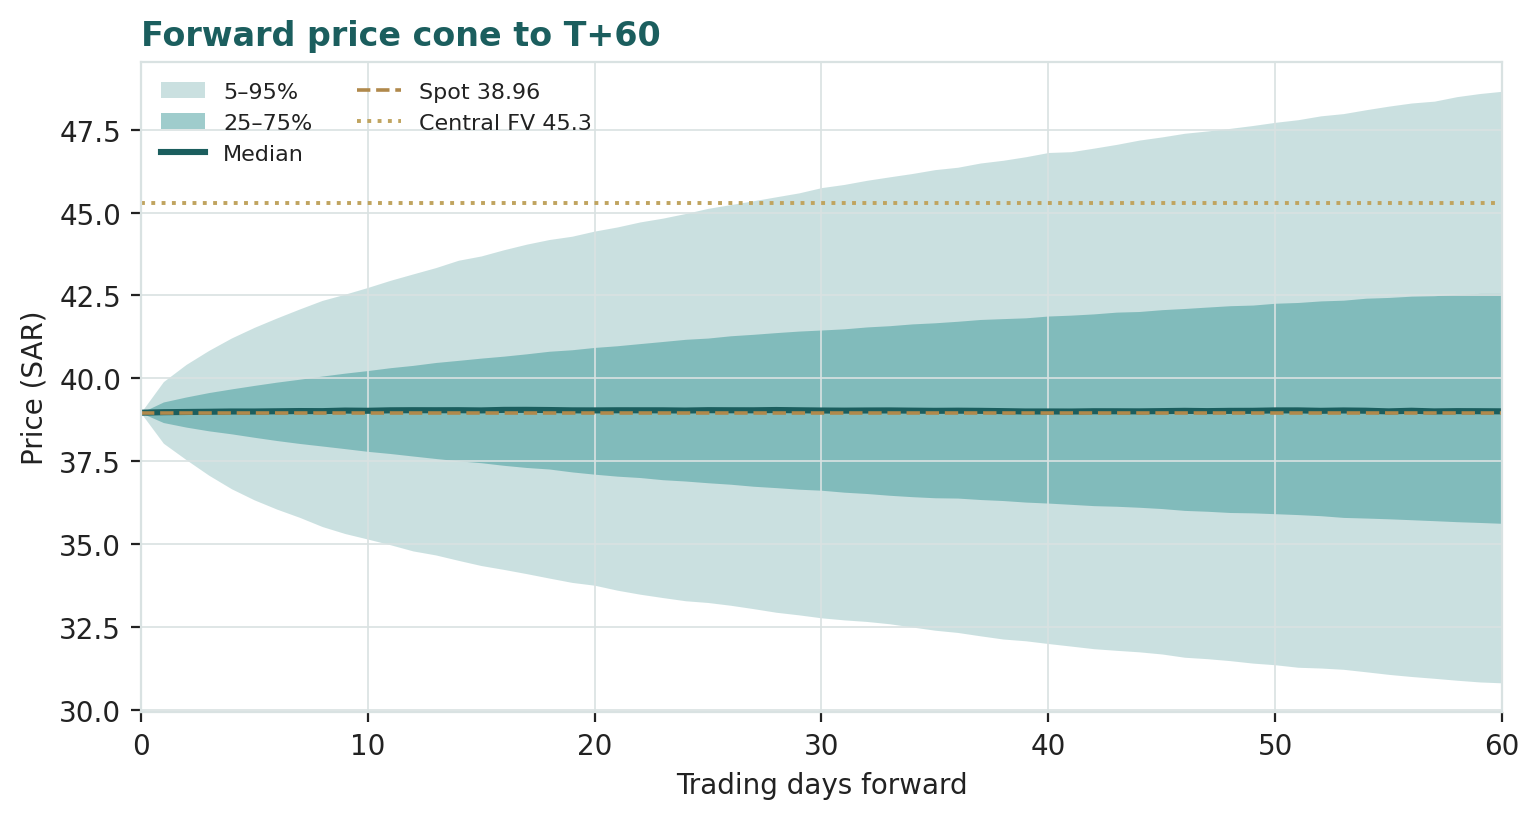 Forward price cone to T+60
5–95%
25–75%
Median
Spot 38.96
Central FV 45.3
Price (SAR)
47.5
45.0
42.5
40.0
37.5
35.0
32.5
30.0
0 10 20 30 40 50 60
Trading days forward